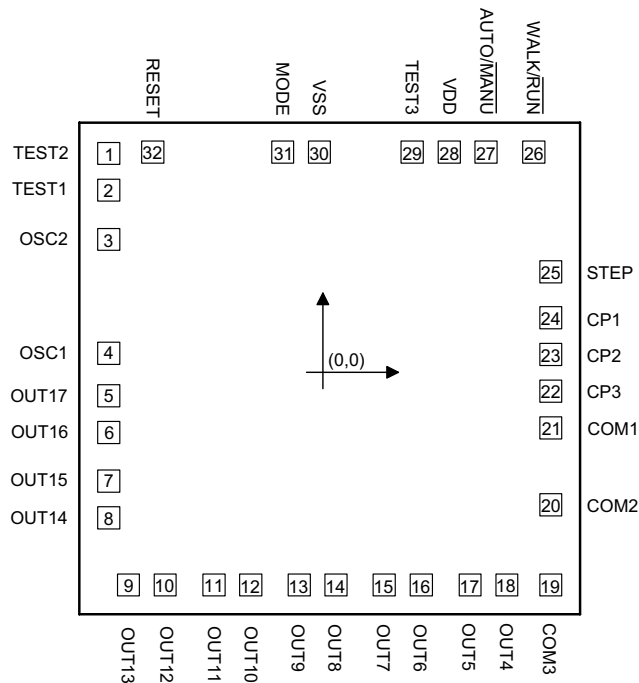 RESET
MODE
VSS
TEST3
VDD
AUTO/MANU
WALK/RUN
TEST2 1 32 31 30 29 28 27 26
TEST1 2
OSC2 3
25 STEP
24 CP1
OSC1 4 (0,0) 23 CP2
OUT17 5 22 CP3
OUT16 6 21 COM1
OUT15 7
20 COM2
OUT14 8
9 10 11 12 13 14 15 16 17 18 19
OUT13
OUT12
OUT11
OUT10
OUT9
OUT8
OUT7
OUT6
OUT5
OUT4
COM3